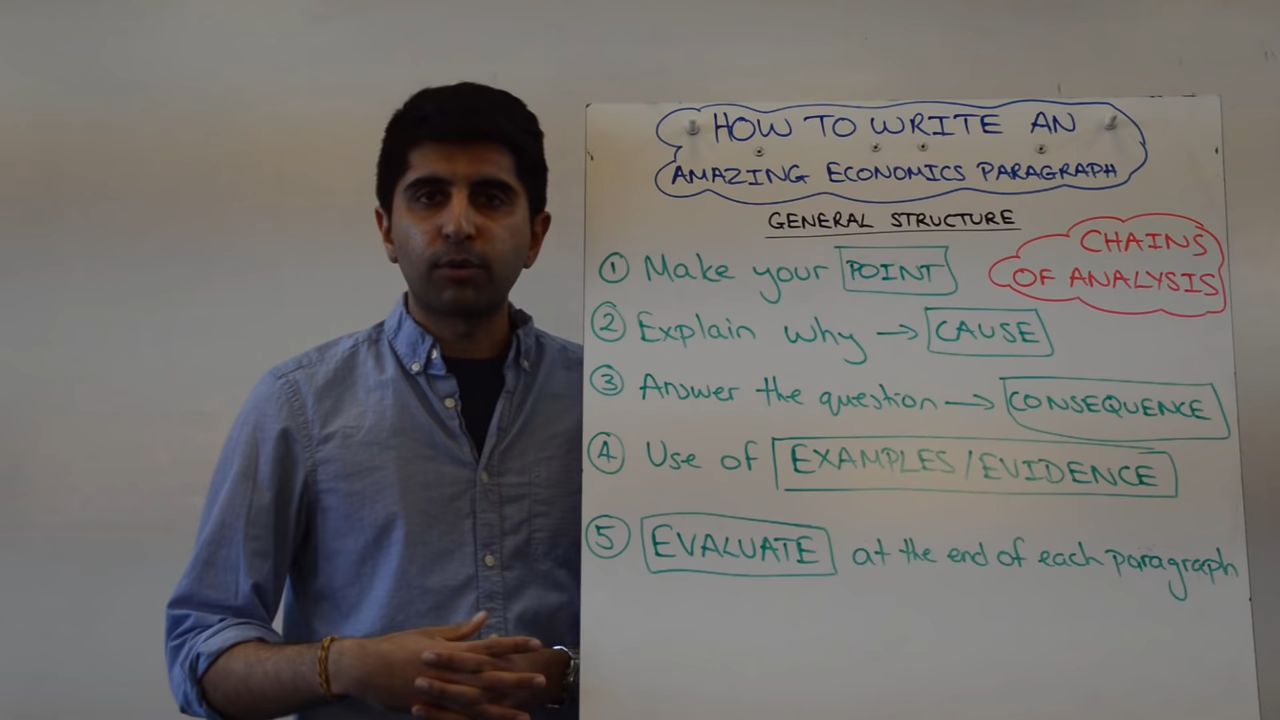 HOW TO WRITE AN
AMAZING ECONOMICS PARAGRAPH
GENERAL STRUCTURE
CHAINS
OF ANALYSIS
① Make your POINT
② Explain why → CAUSE
③ Answer the question → CONSEQUENCE
④ Use of EXAMPLES/EVIDENCE
⑤ EVALUATE at the end of each paragraph